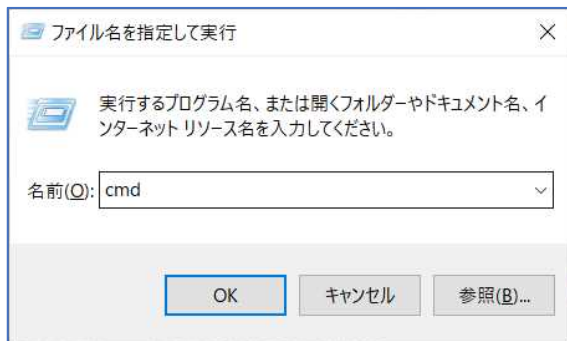 ファイル名を指定して実行
実行するプログラム名、または開くフォルダーやドキュメント名、イ
ンターネット リソース名を入力してください。
名前(O): cmd
OK キャンセル 参照(B)...